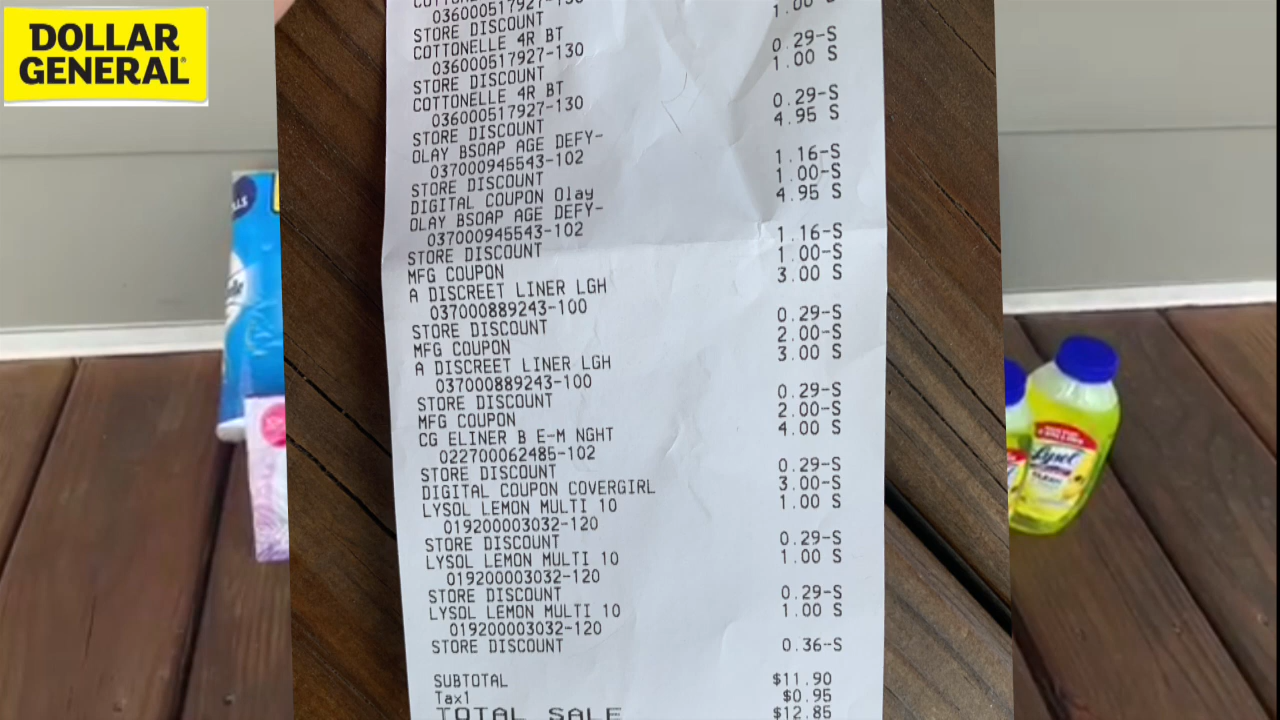 DOLLAR GENERAL
036000517927-130
STORE DISCOUNT
COTTONELLE 4R BT 1.00 S
036000517927-130
STORE DISCOUNT 0.29-S
COTTONELLE 4R BT 1.00 S
036000517927-130
STORE DISCOUNT 0.29-S
OLAY BSOAP AGE DEFY- 4.95 S
037000945543-102
STORE DISCOUNT 1.16-S
DIGITAL COUPON Olay 1.00-S
OLAY BSOAP AGE DEFY- 4.95 S
037000945543-102
STORE DISCOUNT 1.16-S
MFG COUPON 1.00-S
A DISCREET LINER LGH 3.00 S
037000889243-100
STORE DISCOUNT 0.29-S
MFG COUPON 2.00-S
A DISCREET LINER LGH 3.00 S
037000889243-100
STORE DISCOUNT 0.29-S
MFG COUPON 2.00-S
CG ELINER B E-M NGHT 4.00 S
022700062485-102
STORE DISCOUNT 0.29-S
DIGITAL COUPON COVERGIRL 3.00-S
LYSOL LEMON MULTI 10 1.00 S
019200003032-120
STORE DISCOUNT 0.29-S
LYSOL LEMON MULTI 10 1.00 S
019200003032-120
STORE DISCOUNT 0.29-S
LYSOL LEMON MULTI 10 1.00 S
019200003032-120
STORE DISCOUNT 0.36-S
SUBTOTAL $11.90
Tax1 $0.95
TOTAL SALE $12.85
Lysol